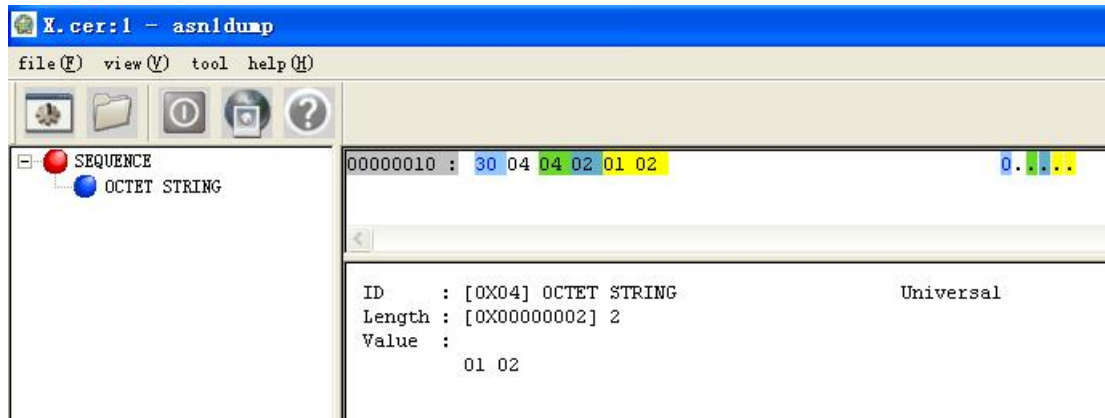 X.cer:1 - asn1dump
file(F) view(V) tool help(H)
SEQUENCE
OCTET STRING
00000010 : 30 04 04 02 01 02 0.....
ID : [0X04] OCTET STRING Universal
Length : [0X00000002] 2
Value :
01 02